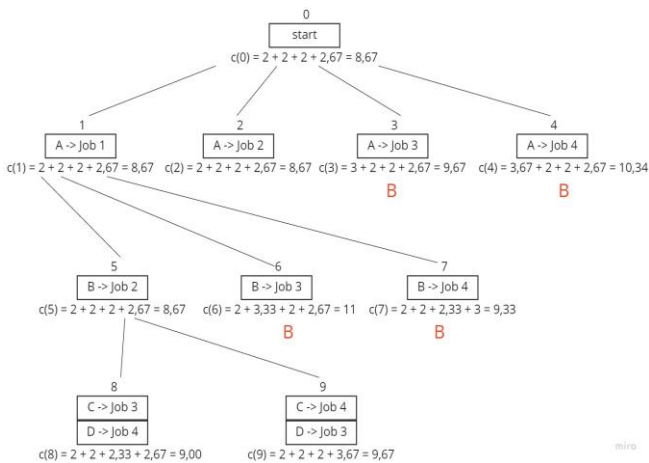 0
start
c(0) = 2 + 2 + 2 + 2,67 = 8,67
1
2
3
4
A -> Job 1
A -> Job 2
A -> Job 3
A -> Job 4
c(1) = 2 + 2 + 2 + 2,67 = 8,67
c(2) = 2 + 2 + 2 + 2,67 = 8,67
c(3) = 3 + 2 + 2 + 2,67 = 9,67
c(4) = 3,67 + 2 + 2 + 2,67 = 10,34
B
B
5
6
7
B -> Job 2
B -> Job 3
B -> Job 4
c(5) = 2 + 2 + 2 + 2,67 = 8,67
c(6) = 2 + 3,33 + 2 + 2,67 = 11
c(7) = 2 + 2 + 2,33 + 3 = 9,33
B
B
8
9
C -> Job 3
C -> Job 4
D -> Job 4
D -> Job 3
c(8) = 2 + 2 + 2,33 + 2,67 = 9,00
c(9) = 2 + 2 + 2 + 3,67 = 9,67
miro